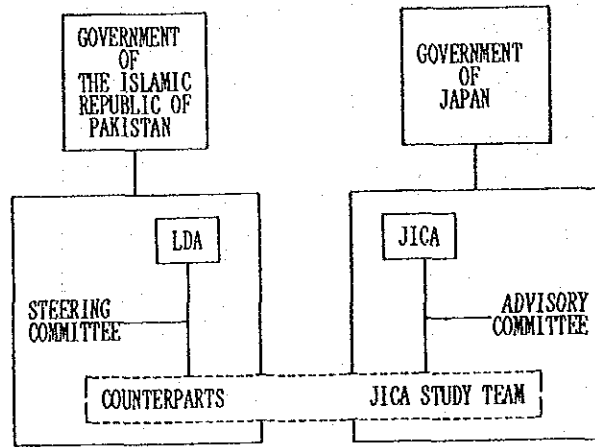 GOVERNMENT
OF
THE ISLAMIC
REPUBLIC OF
PAKISTAN
GOVERNMENT
OF
JAPAN
LDA
JICA
STEERING
COMMITTEE
ADVISORY
COMMITTEE
COUNTERPARTS
JICA STUDY TEAM